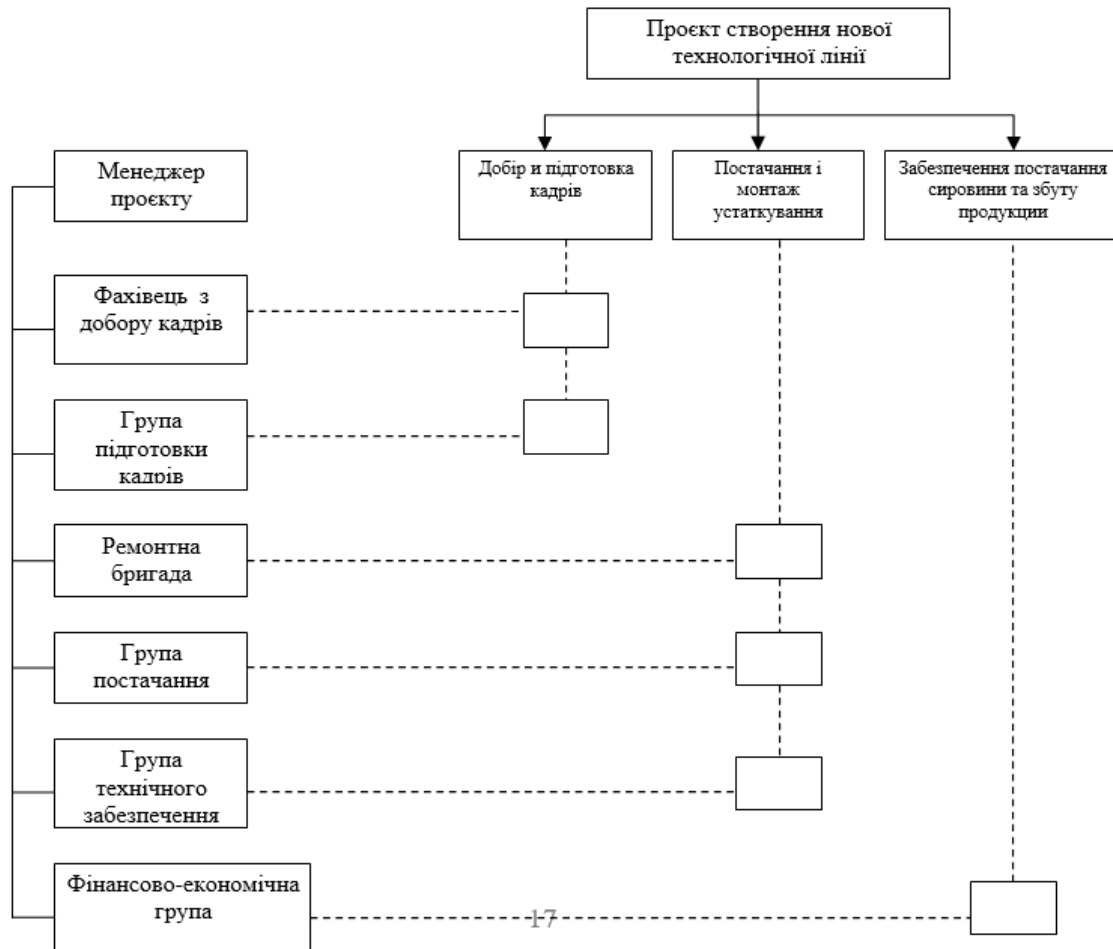 Проєкт створення нової
технологічної лінії
Добір и підготовка
кадрів
Постачання і
монтаж
устаткування
Забезпечення постачання
сировини та збуту
продукции
Менеджер
проєкту
Фахівець з
добору кадрів
Група
підготовки
кадрів
Ремонтна
бригада
Група
постачання
Група
технічного
забезпечення
Фінансово-економічна
група
17